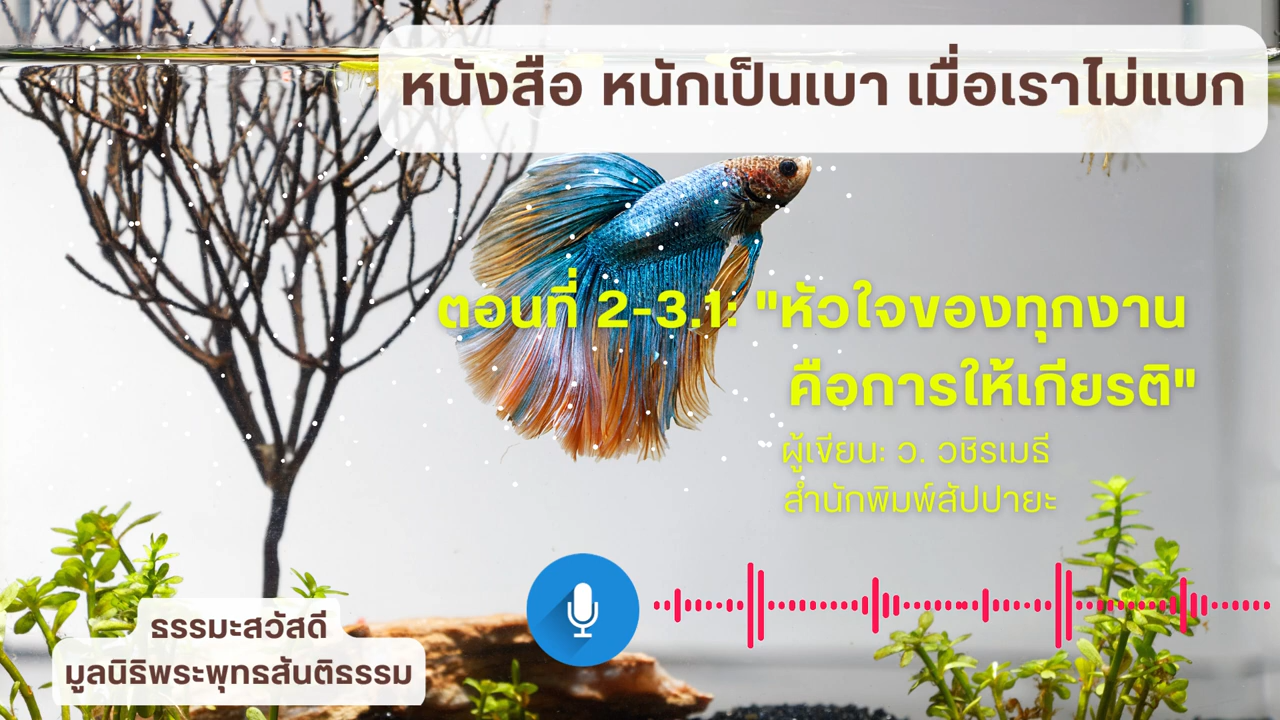 หนังสือ หนักเป็นเบา เมื่อเราไม่แบก
ตอนที่ 2-3.1: "หัวใจของทุกงาน
คือการให้เกียรติ"
ผู้เขียน: ว. วชิรเมธี
สำนักพิมพ์สัปปายะ
ธรรมะสวัสดี
มูลนิธิพระพุทธสันติธรรม